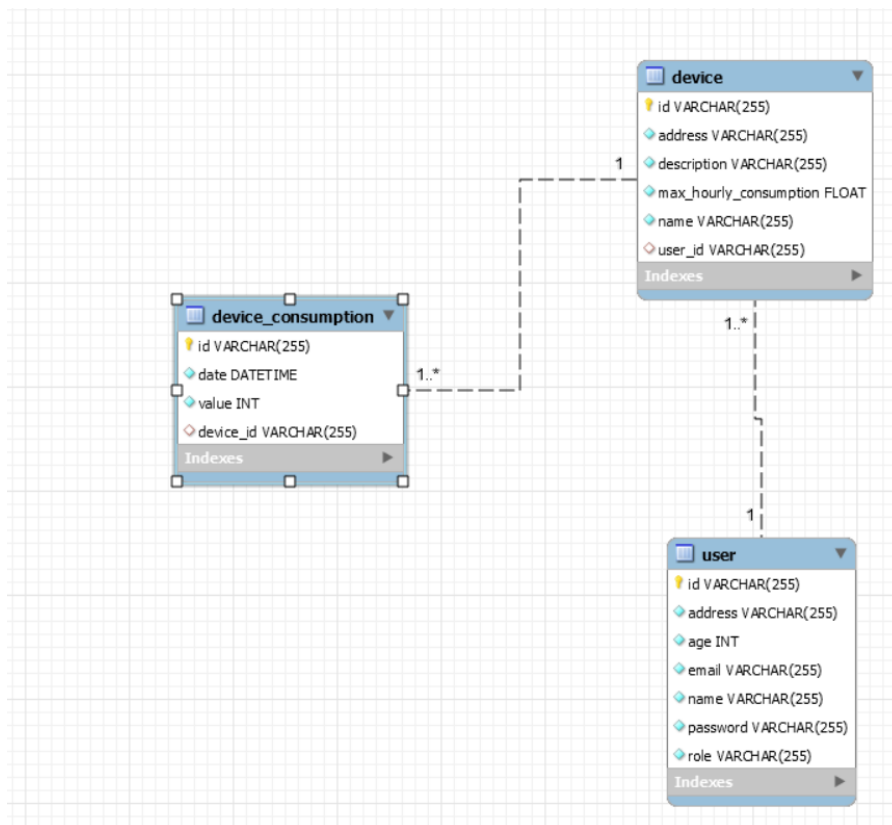 device
id VARCHAR(255)
address VARCHAR(255)
description VARCHAR(255)
max_hourly_consumption FLOAT
name VARCHAR(255)
user_id VARCHAR(255)
Indexes
1
1..*
device_consumption
id VARCHAR(255)
date DATETIME
value INT
device_id VARCHAR(255)
Indexes
1..*
1
user
id VARCHAR(255)
address VARCHAR(255)
age INT
email VARCHAR(255)
name VARCHAR(255)
password VARCHAR(255)
role VARCHAR(255)
Indexes